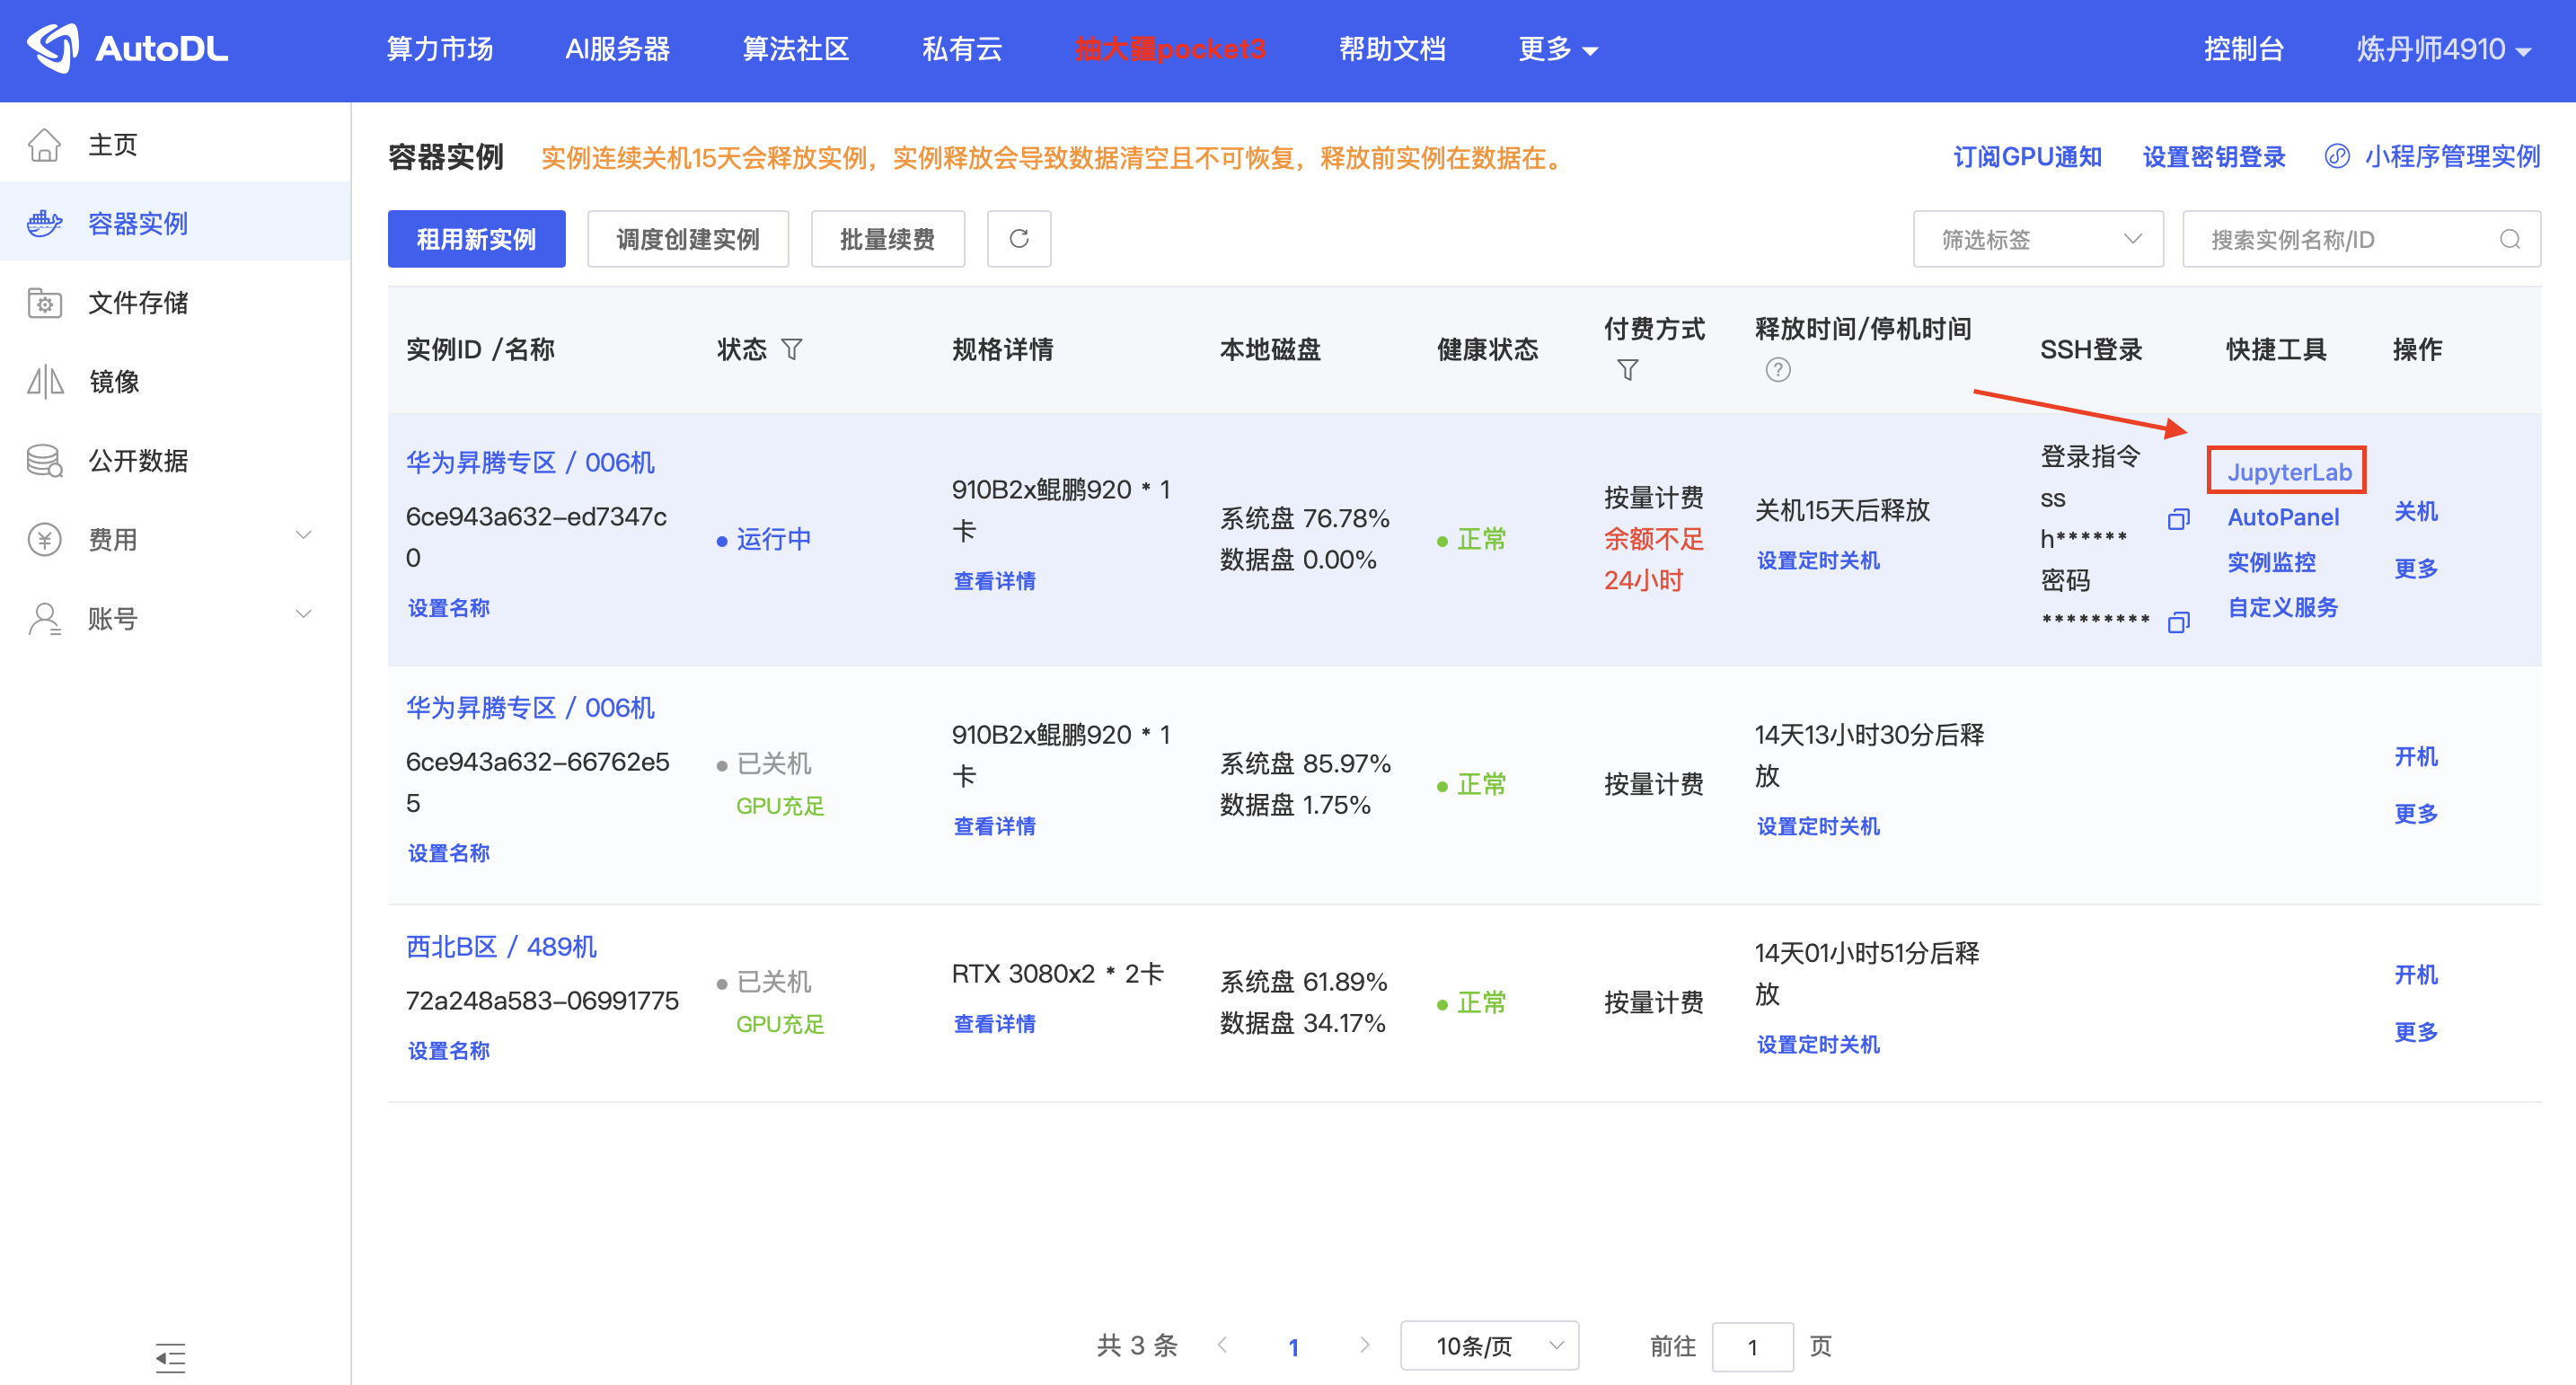 AutoDL
算力市场
AI服务器
算法社区
私有云
抽大疆pocket3
帮助文档
更多
控制台
炼丹师4910
主页
容器实例
文件存储
镜像
公开数据
费用
账号
容器实例
实例连续关机15天会释放实例，实例释放会导致数据清空且不可恢复，释放前实例在数据在。
订阅GPU通知
设置密钥登录
小程序管理实例
租用新实例
调度创建实例
批量续费
筛选标签
搜索实例名称/ID
实例ID /名称
状态
规格详情
本地磁盘
健康状态
付费方式
释放时间/停机时间
SSH登录
快捷工具
操作
华为昇腾专区 / 006机
6ce943a632-ed7347c
0
设置名称
运行中
910B2x鲲鹏920 * 1
卡
查看详情
系统盘 76.78%
数据盘 0.00%
正常
按量计费
余额不足
24小时
关机15天后释放
设置定时关机
登录指令
ss
h******
密码
*********
JupyterLab
AutoPanel
实例监控
自定义服务
关机
更多
华为昇腾专区 / 006机
6ce943a632-66762e5
5
设置名称
已关机
GPU充足
910B2x鲲鹏920 * 1
卡
查看详情
系统盘 85.97%
数据盘 1.75%
正常
按量计费
14天13小时30分后释
放
设置定时关机
开机
更多
西北B区 / 489机
72a248a583-06991775
设置名称
已关机
GPU充足
RTX 3080x2 * 2卡
查看详情
系统盘 61.89%
数据盘 34.17%
正常
按量计费
14天01小时51分后释
放
设置定时关机
开机
更多
共 3 条
1
10条/页
前往
1
页